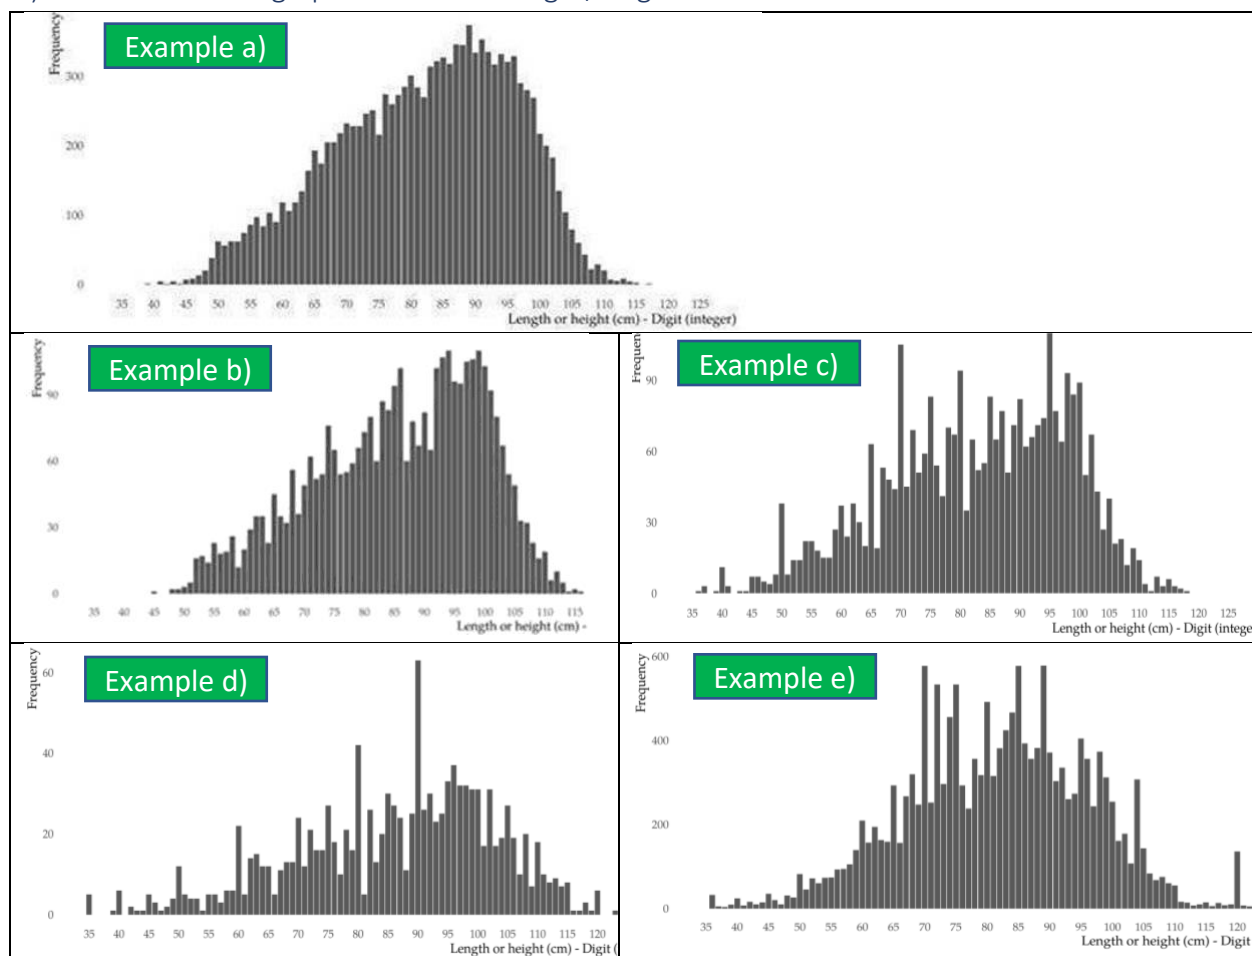 Frequency
Example a)
300
200
100
0
35 40 45 50 55 60 65 70 75 80 85 90 95 100 105 110 115 120 125
Length or height (cm) - Digit (integer)
Frequency
Example b)
90
60
30
0
35 40 45 50 55 60 65 70 75 80 85 90 95 100 105 110 115
Length or height (cm) -
Frequen
Example c)
90
60
30
0
35 40 45 50 55 60 65 70 75 80 85 90 95 100 105 110 115 120 125
Length or height (cm) - Digit (intege
Frequency
Example d)
60
40
20
0
35 40 45 50 55 60 65 70 75 80 85 90 95 100 105 110 115 120
Length or height (cm) - Digit (
Frequency
Example e)
600
400
200
0
35 40 45 50 55 60 65 70 75 80 85 90 95 100 105 110 115 120
Length or height (cm) - Digit